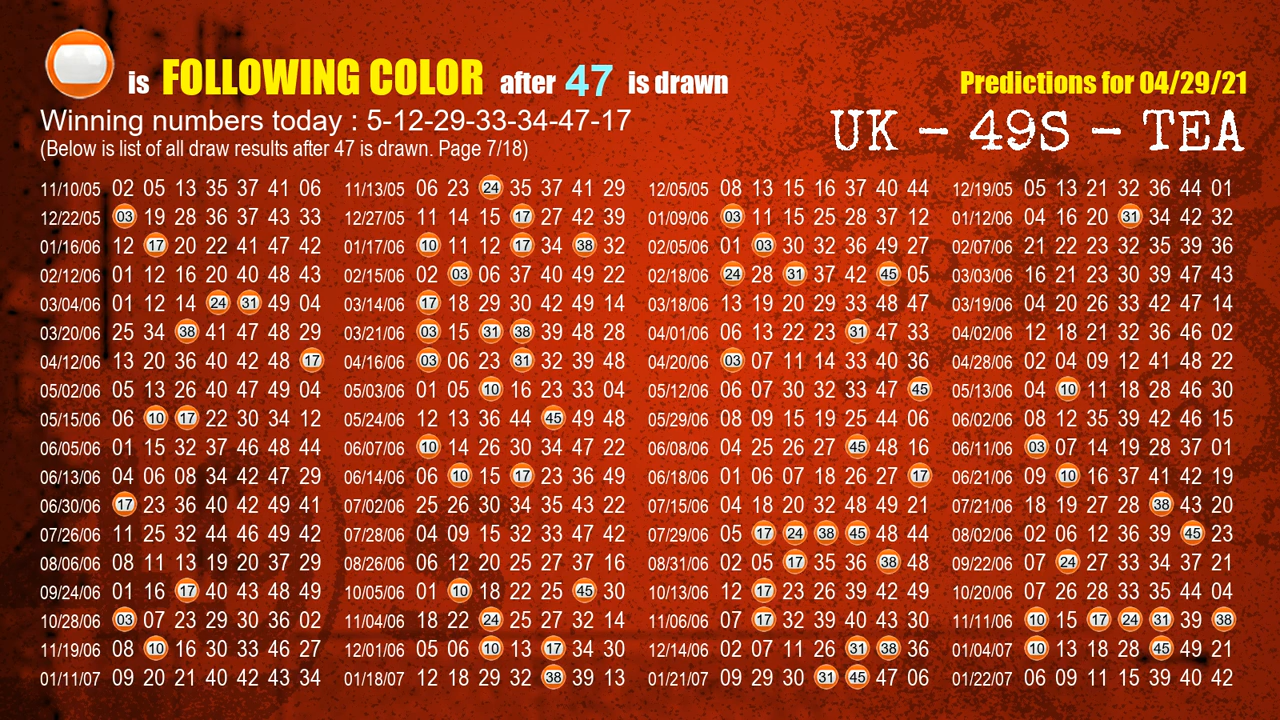 is FOLLOWING COLOR after 47 is drawn
Predictions for 04/29/21
Winning numbers today : 5-12-29-33-34-47-17
UK - 49S - TEA
(Below is list of all draw results after 47 is drawn. Page 7/18)
11/10/05 02 05 13 35 37 41 06 11/13/05 06 23 24 35 37 41 29 12/05/05 08 13 15 16 37 40 44 12/19/05 05 13 21 32 36 44 01
12/22/05 03 19 28 36 37 43 33 12/27/05 11 14 15 17 27 42 39 01/09/06 03 11 15 25 28 37 12 01/12/06 04 16 20 31 34 42 32
01/16/06 12 17 20 22 41 47 42 01/17/06 10 11 12 17 34 38 32 02/05/06 01 03 30 32 36 49 27 02/07/06 21 22 23 32 35 39 36
02/12/06 01 12 16 20 40 48 43 02/15/06 02 03 06 37 40 49 22 02/18/06 24 28 31 37 42 45 05 03/03/06 16 21 23 30 39 47 43
03/04/06 01 12 14 24 31 49 04 03/14/06 17 18 29 30 42 49 14 03/18/06 13 19 20 29 33 48 47 03/19/06 04 20 26 33 42 47 14
03/20/06 25 34 38 41 47 48 29 03/21/06 03 15 31 38 39 48 28 04/01/06 06 13 22 23 31 47 33 04/02/06 12 18 21 32 36 46 02
04/12/06 13 20 36 40 42 48 17 04/16/06 03 06 23 31 32 39 48 04/20/06 03 07 11 14 33 40 36 04/28/06 02 04 09 12 41 48 22
05/02/06 05 13 26 40 47 49 04 05/03/06 01 05 10 16 23 33 04 05/12/06 06 07 30 32 33 47 45 05/13/06 04 10 11 18 28 46 30
05/15/06 06 10 17 22 30 34 12 05/24/06 12 13 36 44 45 49 48 05/29/06 08 09 15 19 25 44 06 06/02/06 08 12 35 39 42 46 15
06/05/06 01 15 32 37 46 48 44 06/07/06 10 14 26 30 34 47 22 06/08/06 04 25 26 27 45 48 16 06/11/06 03 07 14 19 28 37 01
06/13/06 04 06 08 34 42 47 29 06/14/06 06 10 15 17 23 36 49 06/18/06 01 06 07 18 26 27 17 06/21/06 09 10 16 37 41 42 19
06/30/06 17 23 36 40 42 49 41 07/02/06 25 26 30 34 35 43 22 07/15/06 04 18 20 32 48 49 21 07/21/06 18 19 27 28 38 43 20
07/26/06 11 25 32 44 46 49 42 07/28/06 04 09 15 32 33 47 42 07/29/06 05 17 24 38 45 48 44 08/02/06 02 06 12 36 39 45 23
08/06/06 08 11 13 19 20 37 29 08/26/06 06 12 20 25 27 37 16 08/31/06 02 05 17 35 36 38 48 09/22/06 07 24 27 33 34 37 21
09/24/06 01 16 17 40 43 48 49 10/05/06 01 10 18 22 25 45 30 10/13/06 12 17 23 26 39 42 49 10/20/06 07 26 28 33 35 44 04
10/28/06 03 07 23 29 30 36 02 11/04/06 18 22 24 25 27 32 14 11/06/06 07 17 32 39 40 43 30 11/11/06 10 15 17 24 31 39 38
11/19/06 08 10 16 30 33 46 27 12/01/06 05 06 10 13 17 34 30 12/14/06 02 07 11 26 31 38 36 01/04/07 10 13 18 28 45 49 21
01/11/07 09 20 21 40 42 43 34 01/18/07 12 18 29 32 38 39 13 01/21/07 09 29 30 31 45 47 06 01/22/07 06 09 11 15 39 40 42